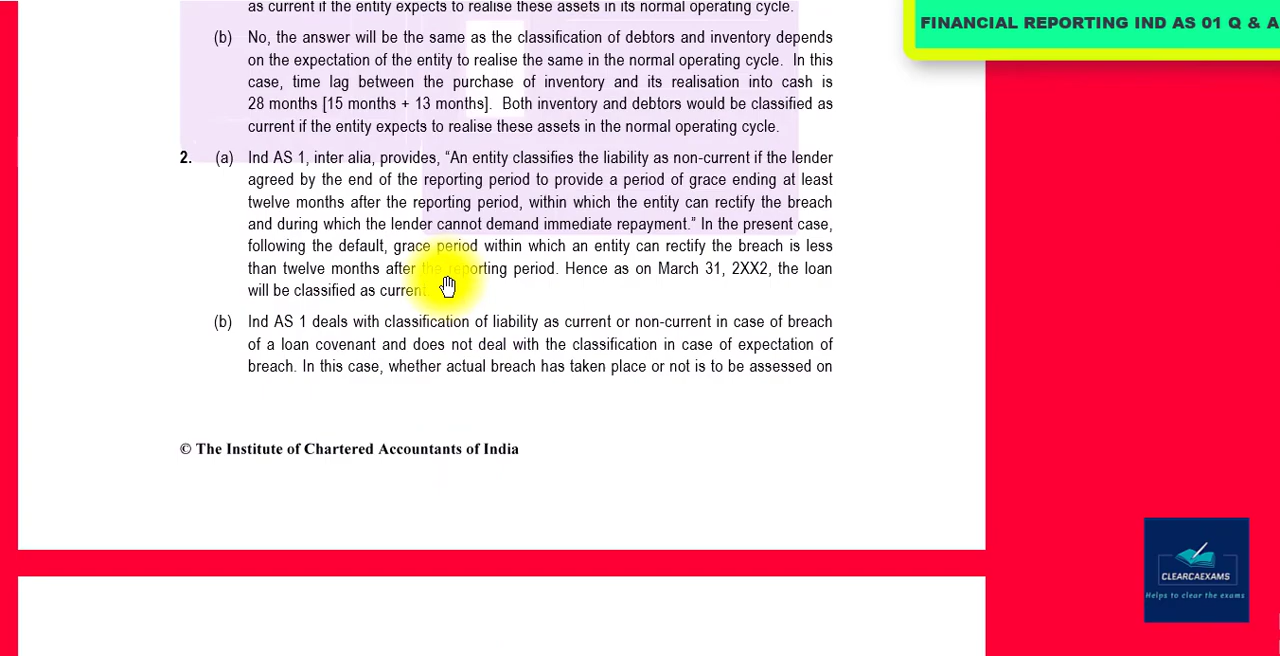 as current if the entity expects to realise these assets in its normal operating cycle.
FINANCIAL REPORTING IND AS 01 Q & A
(b) No, the answer will be the same as the classification of debtors and inventory depends
on the expectation of the entity to realise the same in the normal operating cycle. In this
case, time lag between the purchase of inventory and its realisation into cash is
28 months [15 months + 13 months]. Both inventory and debtors would be classified as
current if the entity expects to realise these assets in the normal operating cycle.
2. (a) Ind AS 1, inter alia, provides, “An entity classifies the liability as non-current if the lender
agreed by the end of the reporting period to provide a period of grace ending at least
twelve months after the reporting period, within which the entity can rectify the breach
and during which the lender cannot demand immediate repayment.” In the present case,
following the default, grace period within which an entity can rectify the breach is less
than twelve months after the reporting period. Hence as on March 31, 2XX2, the loan
will be classified as current.
(b) Ind AS 1 deals with classification of liability as current or non-current in case of breach
of a loan covenant and does not deal with the classification in case of expectation of
breach. In this case, whether actual breach has taken place or not is to be assessed on
© The Institute of Chartered Accountants of India
CLEARCAEXAMS
Helps to clear the exams